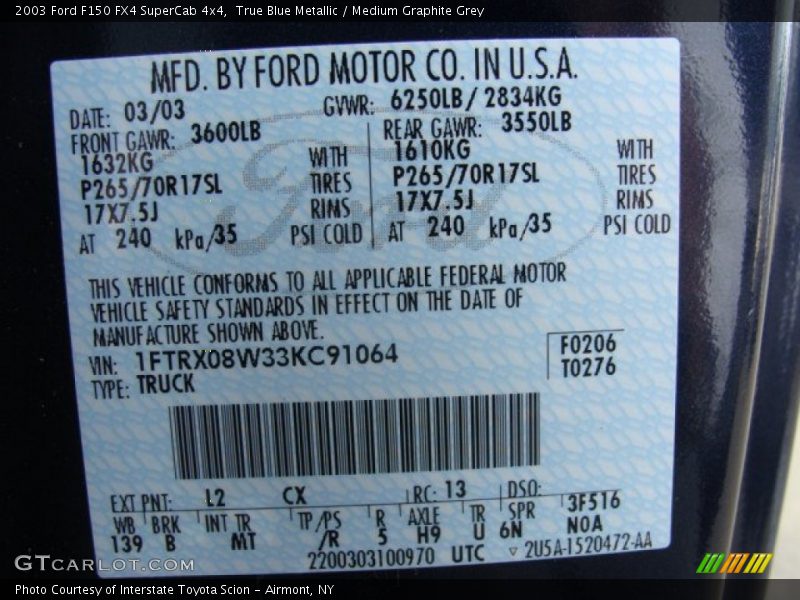 2003 Ford F150 FX4 SuperCab 4x4,  True Blue Metallic / Medium Graphite Grey
MFD. BY FORD MOTOR CO. IN U.S.A.
DATE: 03/03 GVWR: 6250LB/ 2834KG
FRONT GAWR: 3600LB REAR GAWR: 3550LB
1632KG WITH 1610KG WITH
P265/70R17SL TIRES P265/70R17SL TIRES
17X7.5J RIMS 17X7.5J RIMS
AT 240 kPa/35 PSI COLD AT 240 kPa/35 PSI COLD
THIS VEHICLE CONFORMS TO ALL APPLICABLE FEDERAL MOTOR
VEHICLE SAFETY STANDARDS IN EFFECT ON THE DATE OF
MANUFACTURE SHOWN ABOVE.
VIN: 1FTRX08W33KC91064 F0206
TYPE: TRUCK T0276
EXT PNT: L2 CX RC: 13 DSO: 3F516
WB BRK INT TR TP/PS R AXLE TR SPR N0A
139 B MT /R 5 H9 U 6N
2200303100970 UTC ▽ 2U5A-1520472-AA
Ford
GTCARLOT.COM
Photo Courtesy of Interstate Toyota Scion - Airmont, NY